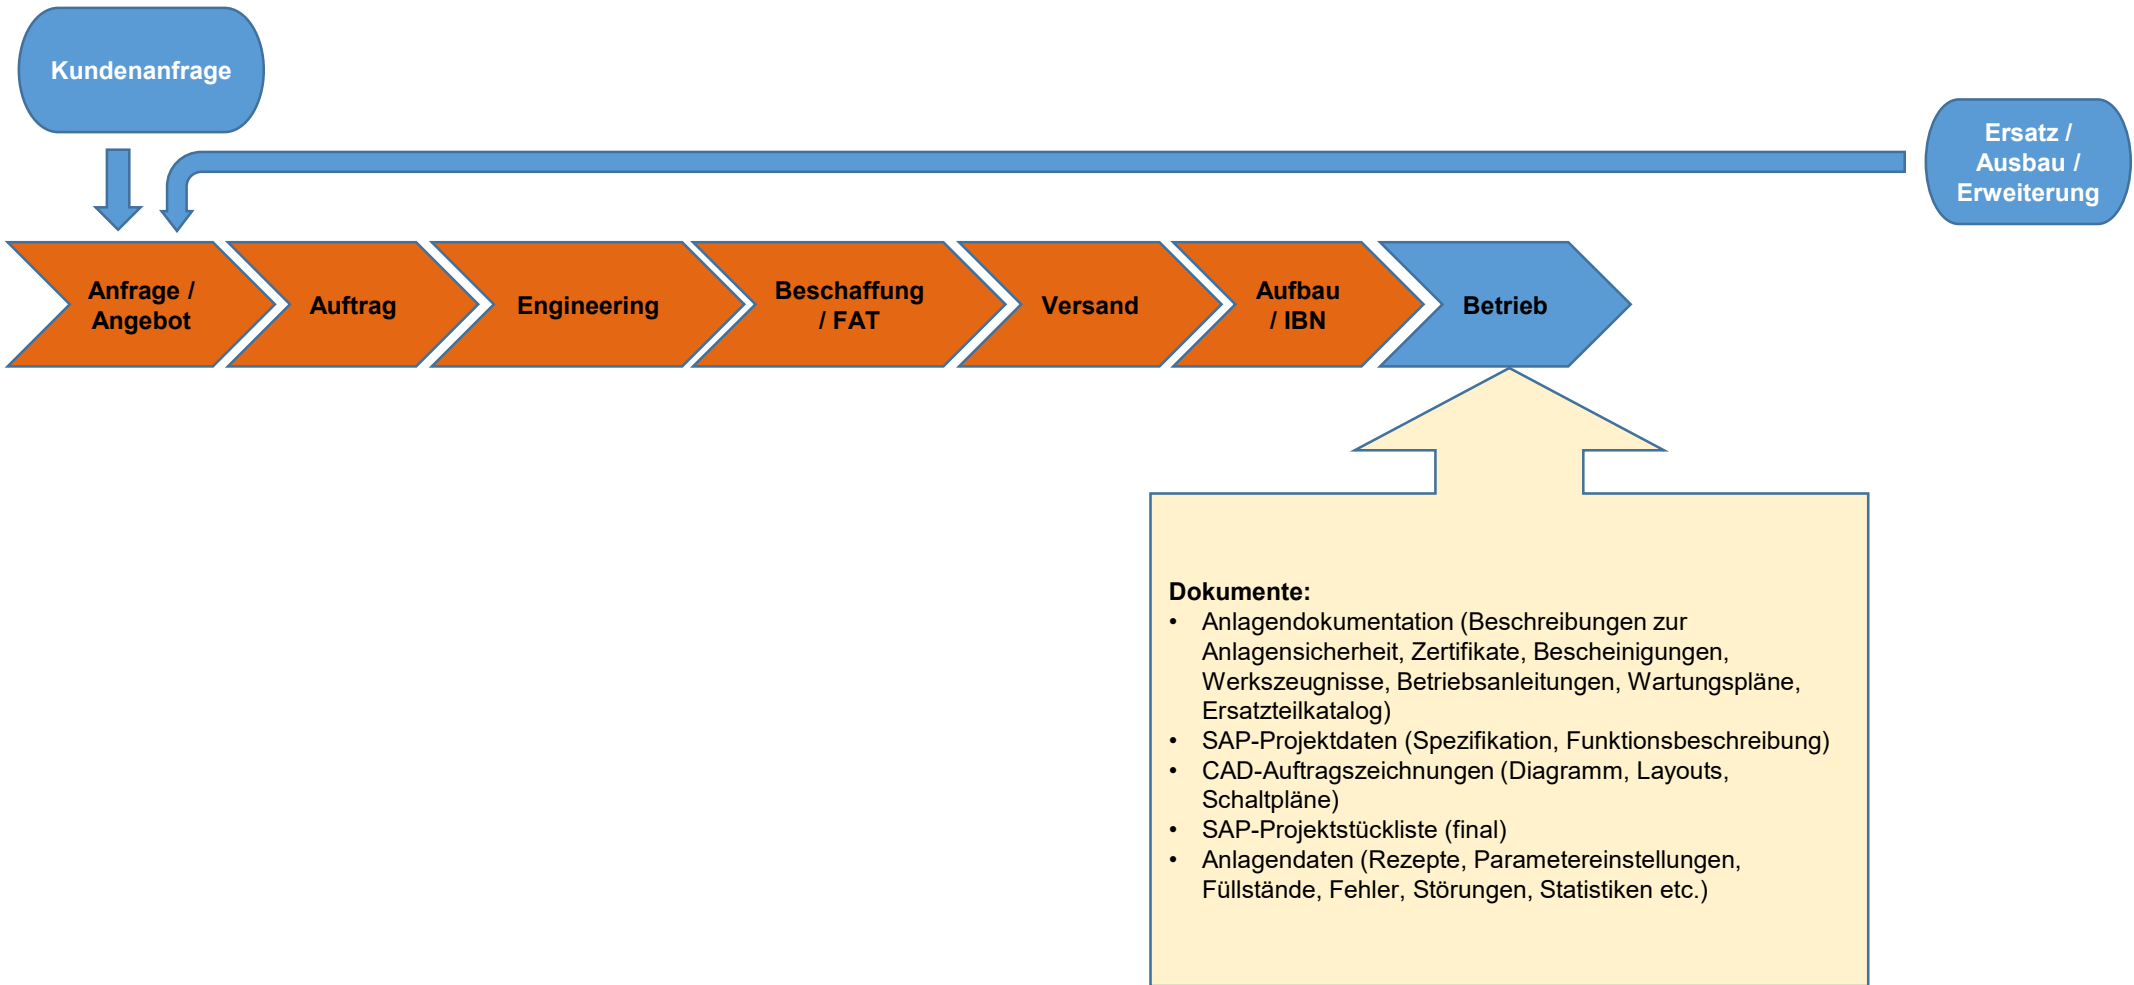 Kundenanfrage
Ersatz /
Ausbau /
Erweiterung
Anfrage /
Angebot
Auftrag
Engineering
Beschaffung
/ FAT
Versand
Aufbau
/ IBN
Betrieb
Dokumente:
• Anlagendokumentation (Beschreibungen zur
Anlagensicherheit, Zertifikate, Bescheinigungen,
Werkszeugnisse, Betriebsanleitungen, Wartungspläne,
Ersatzteilkatalog)
• SAP-Projektdaten (Spezifikation, Funktionsbeschreibung)
• CAD-Auftragszeichnungen (Diagramm, Layouts,
Schaltpläne)
• SAP-Projektstückliste (final)
• Anlagendaten (Rezepte, Parametereinstellungen,
Füllstände, Fehler, Störungen, Statistiken etc.)